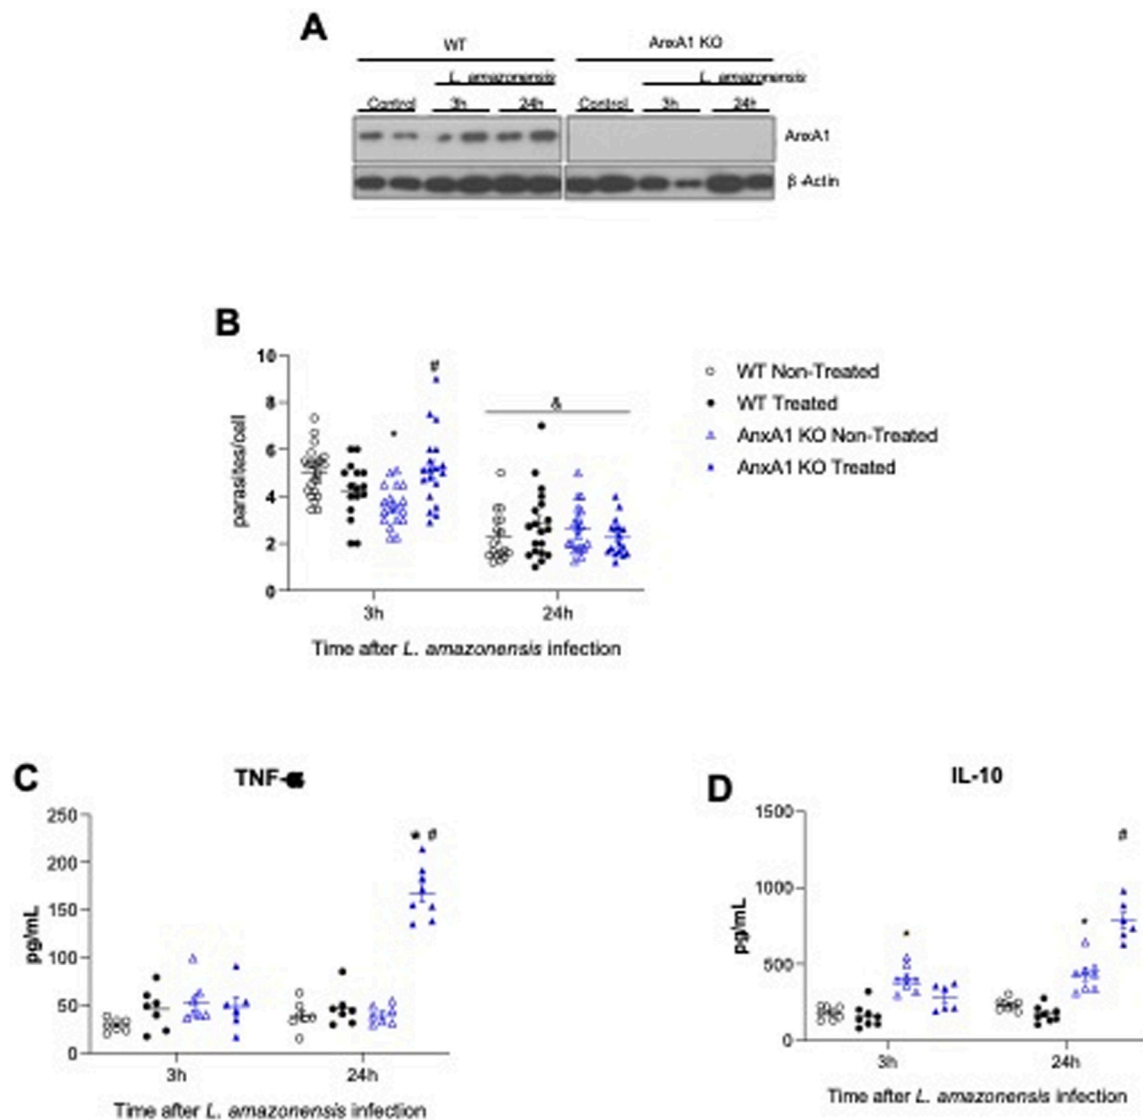 A
WT
AnxA1 KO
L. amazonensis
L. amazonensis
Control 3h 24h Control 3h 24h
AnxA1
β-Actin
B
10
8
6
4
2
0
parasites/cell
#
*
&
3h 24h
Time after L. amazonensis infection
WT Non-Treated
WT Treated
AnxA1 KO Non-Treated
AnxA1 KO Treated
C
TNF-
250
200
150
100
50
0
pg/mL
* #
3h 24h
Time after L. amazonensis infection
D
IL-10
1500
1000
500
0
pg/mL
*
*
#
3h 24h
Time after L. amazonensis infection